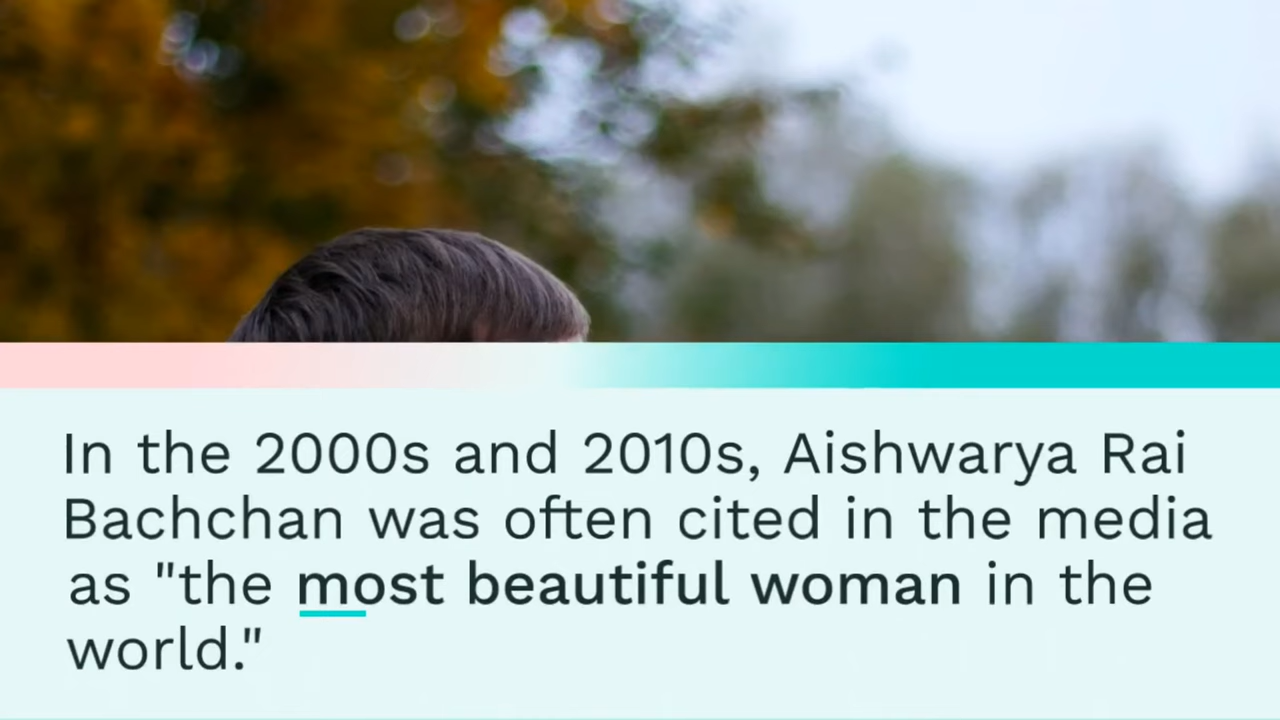 In the 2000s and 2010s, Aishwarya Rai
Bachchan was often cited in the media
as "the most beautiful woman in the
world."